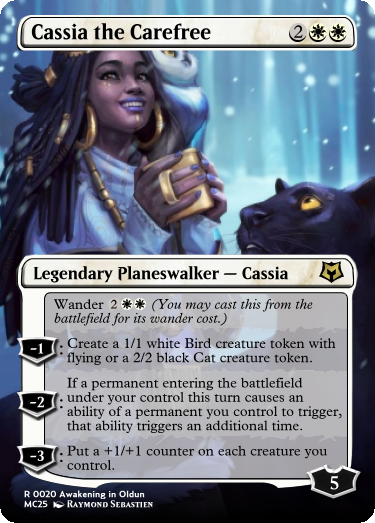 Cassia the Carefree 2
Legendary Planeswalker — Cassia
Wander 2 (You may cast this from the
battlefield for its wander cost.)
-1: Create a 1/1 white Bird creature token with
flying or a 2/2 black Cat creature token.
If a permanent entering the battlefield
-2: under your control this turn causes an
ability of a permanent you control to trigger,
that ability triggers an additional time.
-3: Put a +1/+1 counter on each creature you
control.
5
R 0020 Awakening in Oldun
MC25 Raymond Sebastien